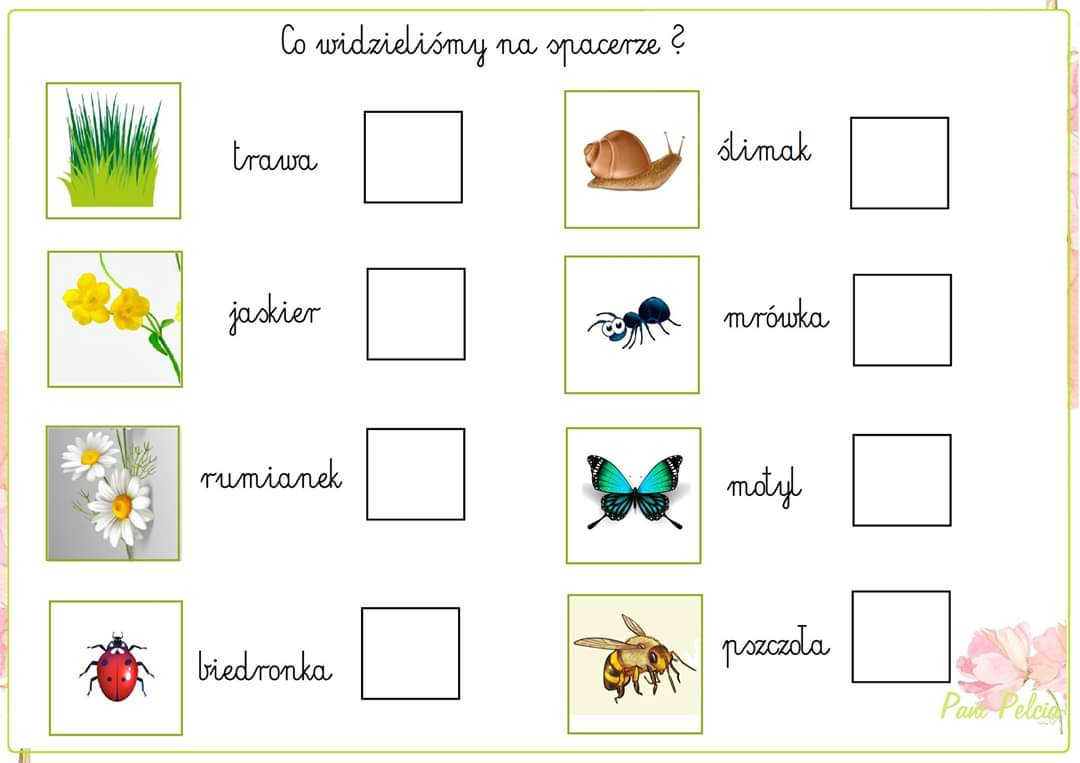 Co widzieliśmy na spacerze ?
trawa
ślimak
jaskier
mrówka
rumianek
motyl
biedronka
pszczoła
Pani Pelcia